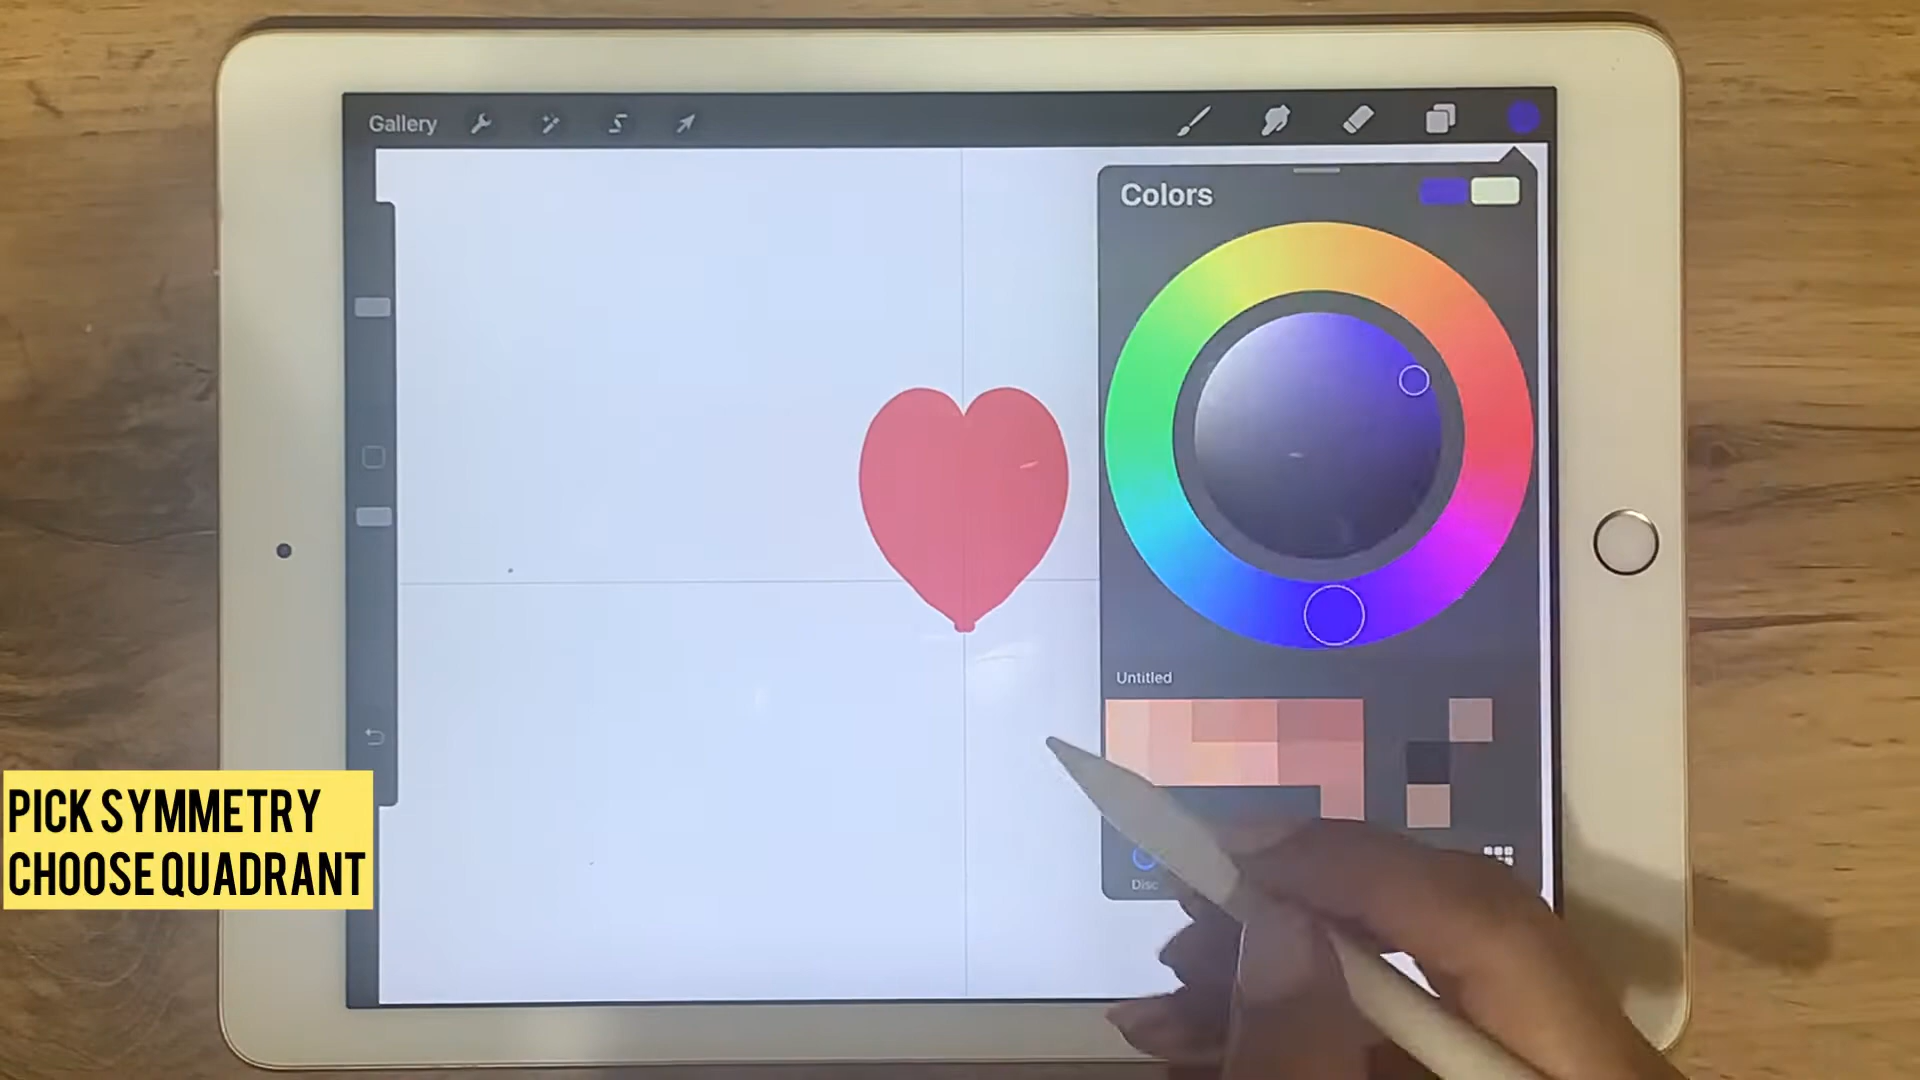 Gallery
Colors
Untitled
Disc
PICK SYMMETRY
CHOOSE QUADRANT